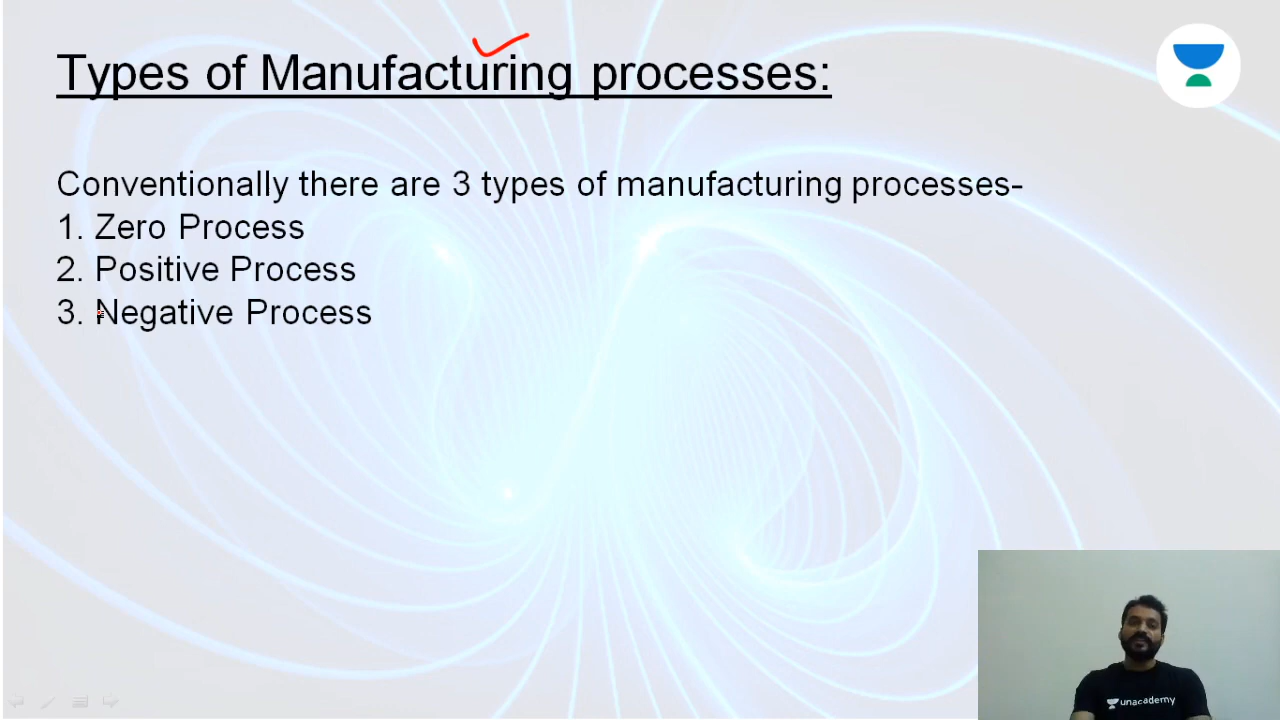 Types of Manufacturing processes:
Conventionally there are 3 types of manufacturing processes-
1. Zero Process
2. Positive Process
3. Negative Process
unacademy